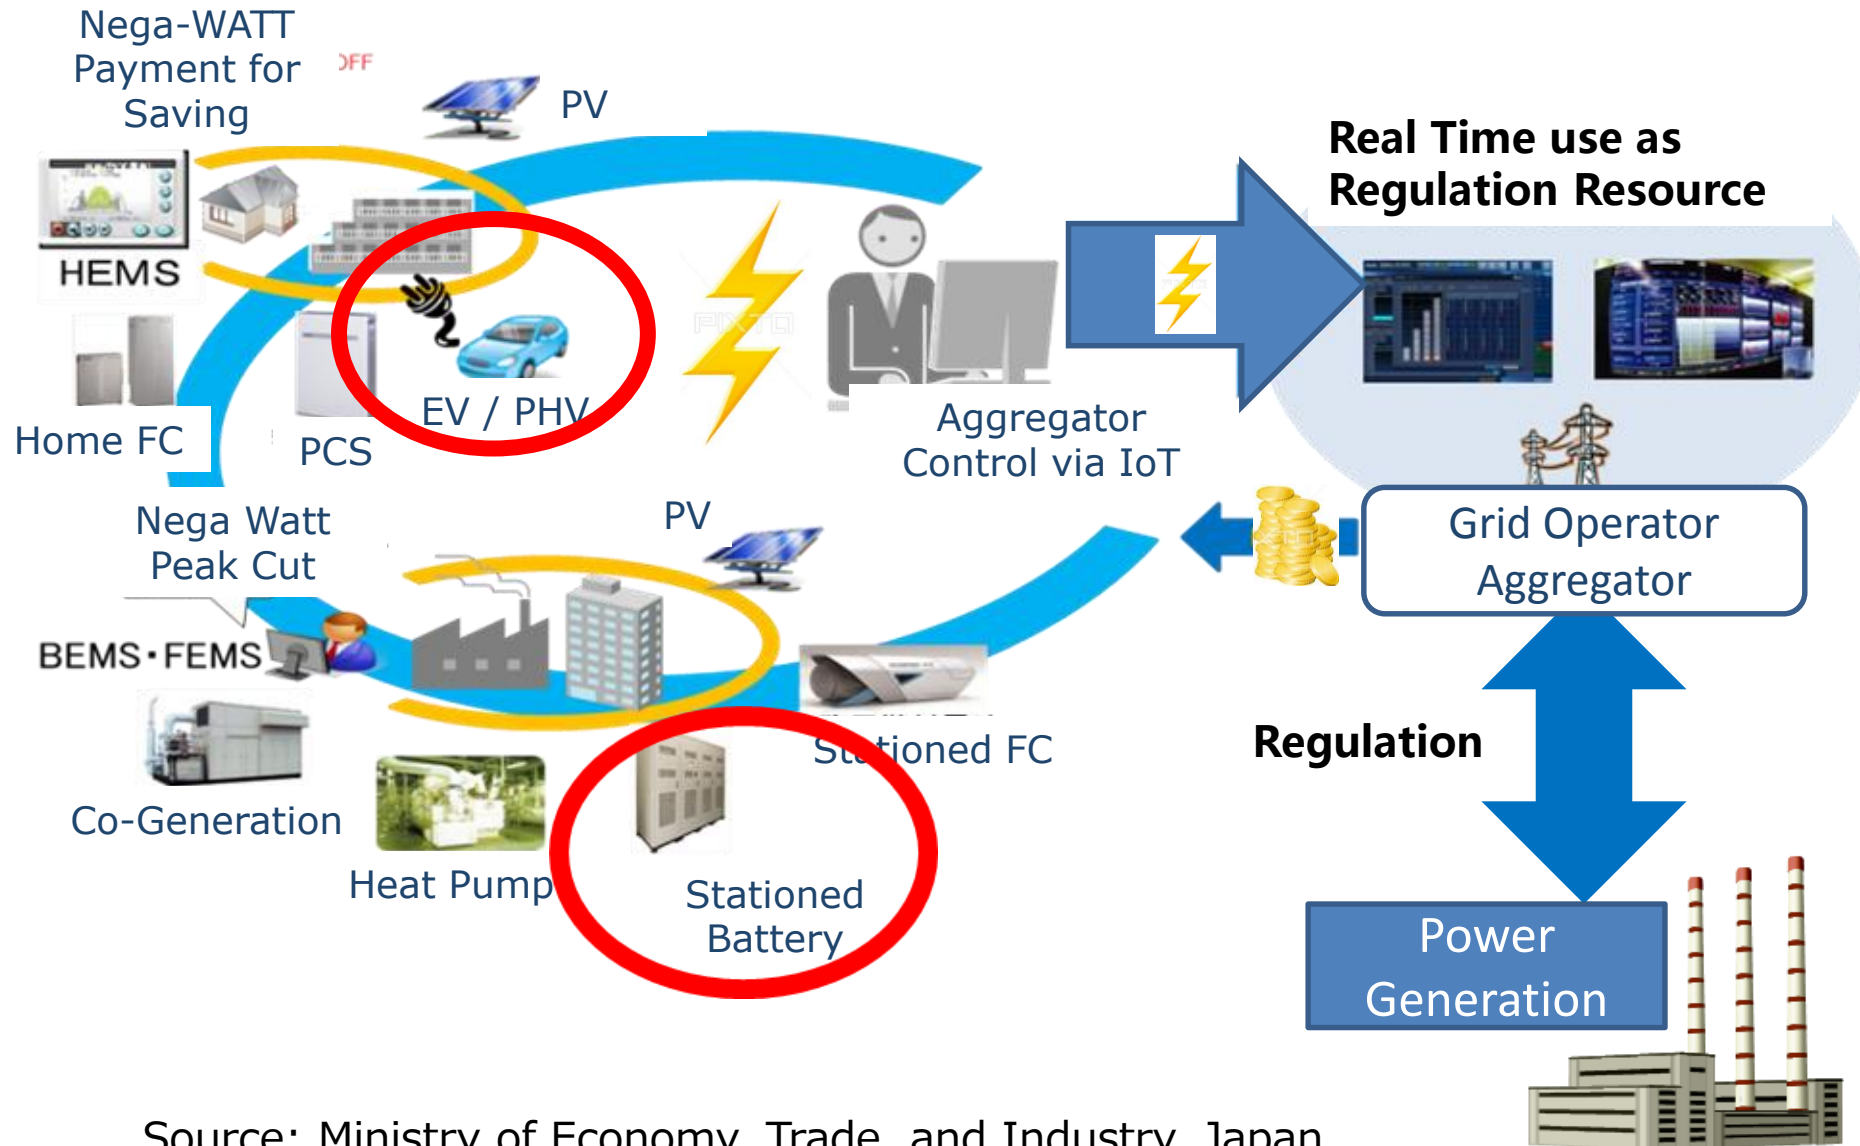 Nega-WATT
Payment for
Saving
OFF
PV
HEMS
Home FC
PCS
EV / PHV
PIXTA
Aggregator
Control via IoT
Real Time use as
Regulation Resource
Nega Watt
Peak Cut
PV
BEMS・FEMS
Co-Generation
Heat Pump
Stationed
Battery
Stationed FC
Grid Operator
Aggregator
Regulation
Power
Generation
Source: Ministry of Economy, Trade, and Industry, Japan